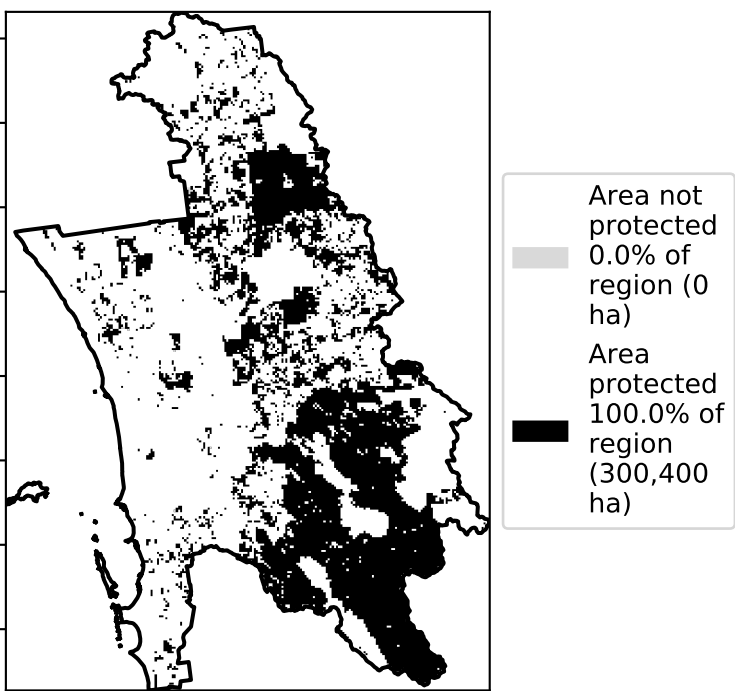 Area not
protected
0.0% of
region (0
ha)
Area
protected
100.0% of
region
(300,400
ha)